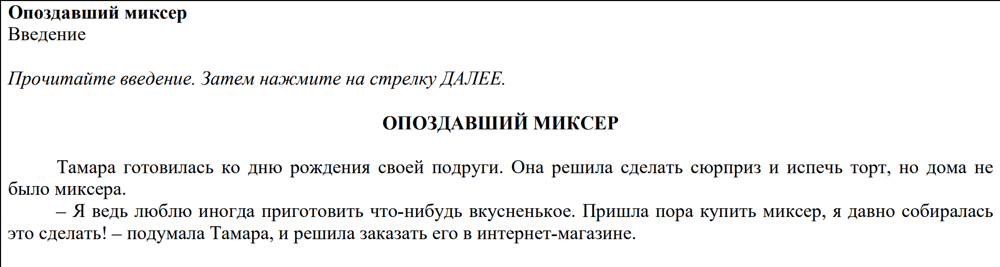 Опоздавший миксер
Введение
Прочитайте введение. Затем нажмите на стрелку ДАЛЕЕ.
ОПОЗДАВШИЙ МИКСЕР
Тамара готовилась ко дню рождения своей подруги. Она решила сделать сюрприз и испечь торт, но дома не
было миксера.
– Я ведь люблю иногда приготовить что-нибудь вкусненькое. Пришла пора купить миксер, я давно собиралась
это сделать! – подумала Тамара, и решила заказать его в интернет-магазине.